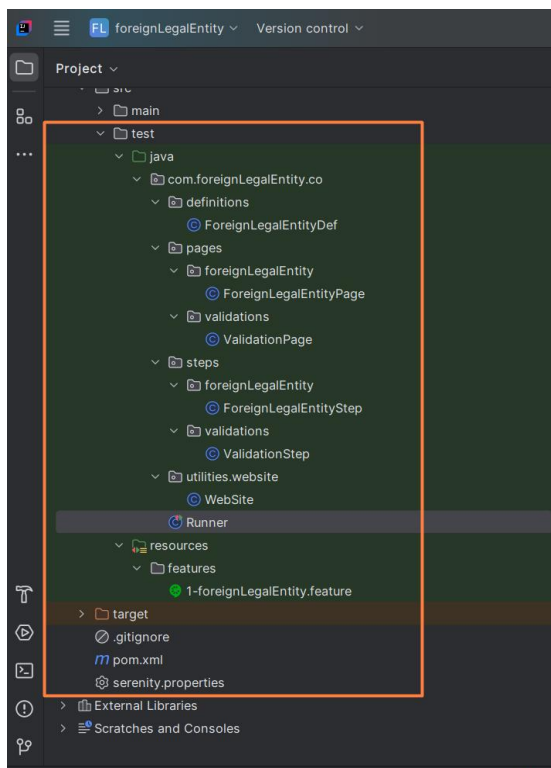 FL foreignLegalEntity Version control
Project
src
main
test
java
com.foreignLegalEntity.co
definitions
ForeignLegalEntityDef
pages
foreignLegalEntity
ForeignLegalEntityPage
validations
ValidationPage
steps
foreignLegalEntity
ForeignLegalEntityStep
validations
ValidationStep
utilities.website
WebSite
Runner
resources
features
1-foreignLegalEntity.feature
target
.gitignore
m pom.xml
serenity.properties
External Libraries
Scratches and Consoles